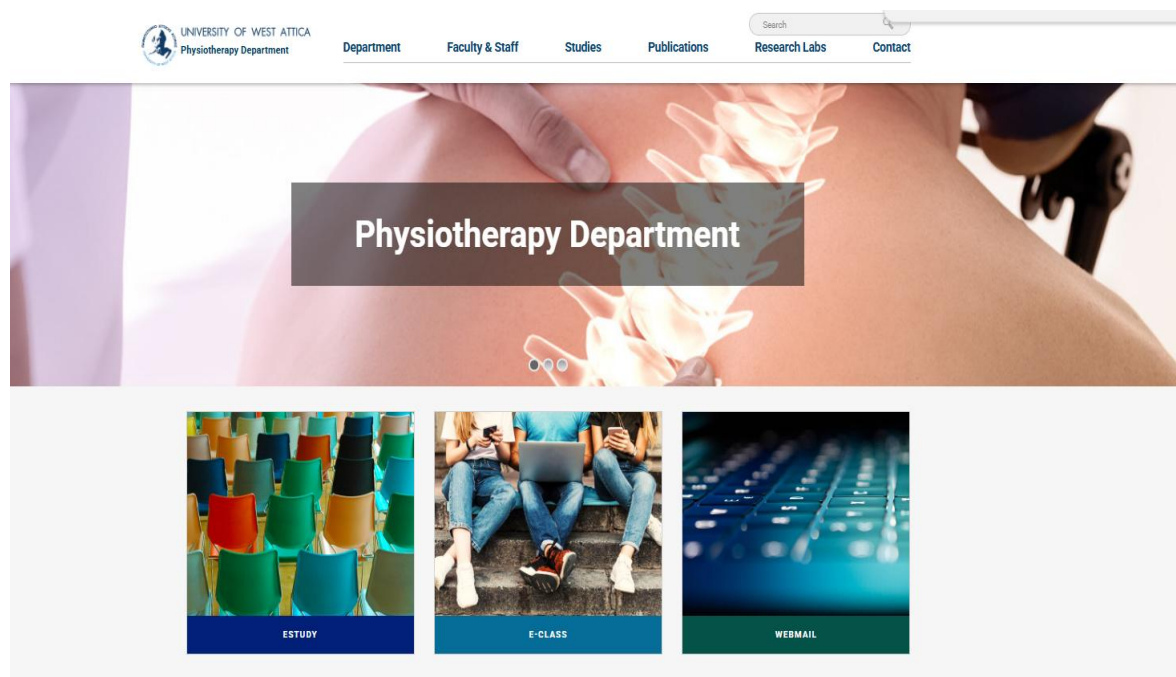 UNIVERSITY OF WEST ATTICA
Physiotherapy Department
Search
Department Faculty & Staff Studies Publications Research Labs Contact
Physiotherapy Department
ESTUDY
E-CLASS
WEBMAIL